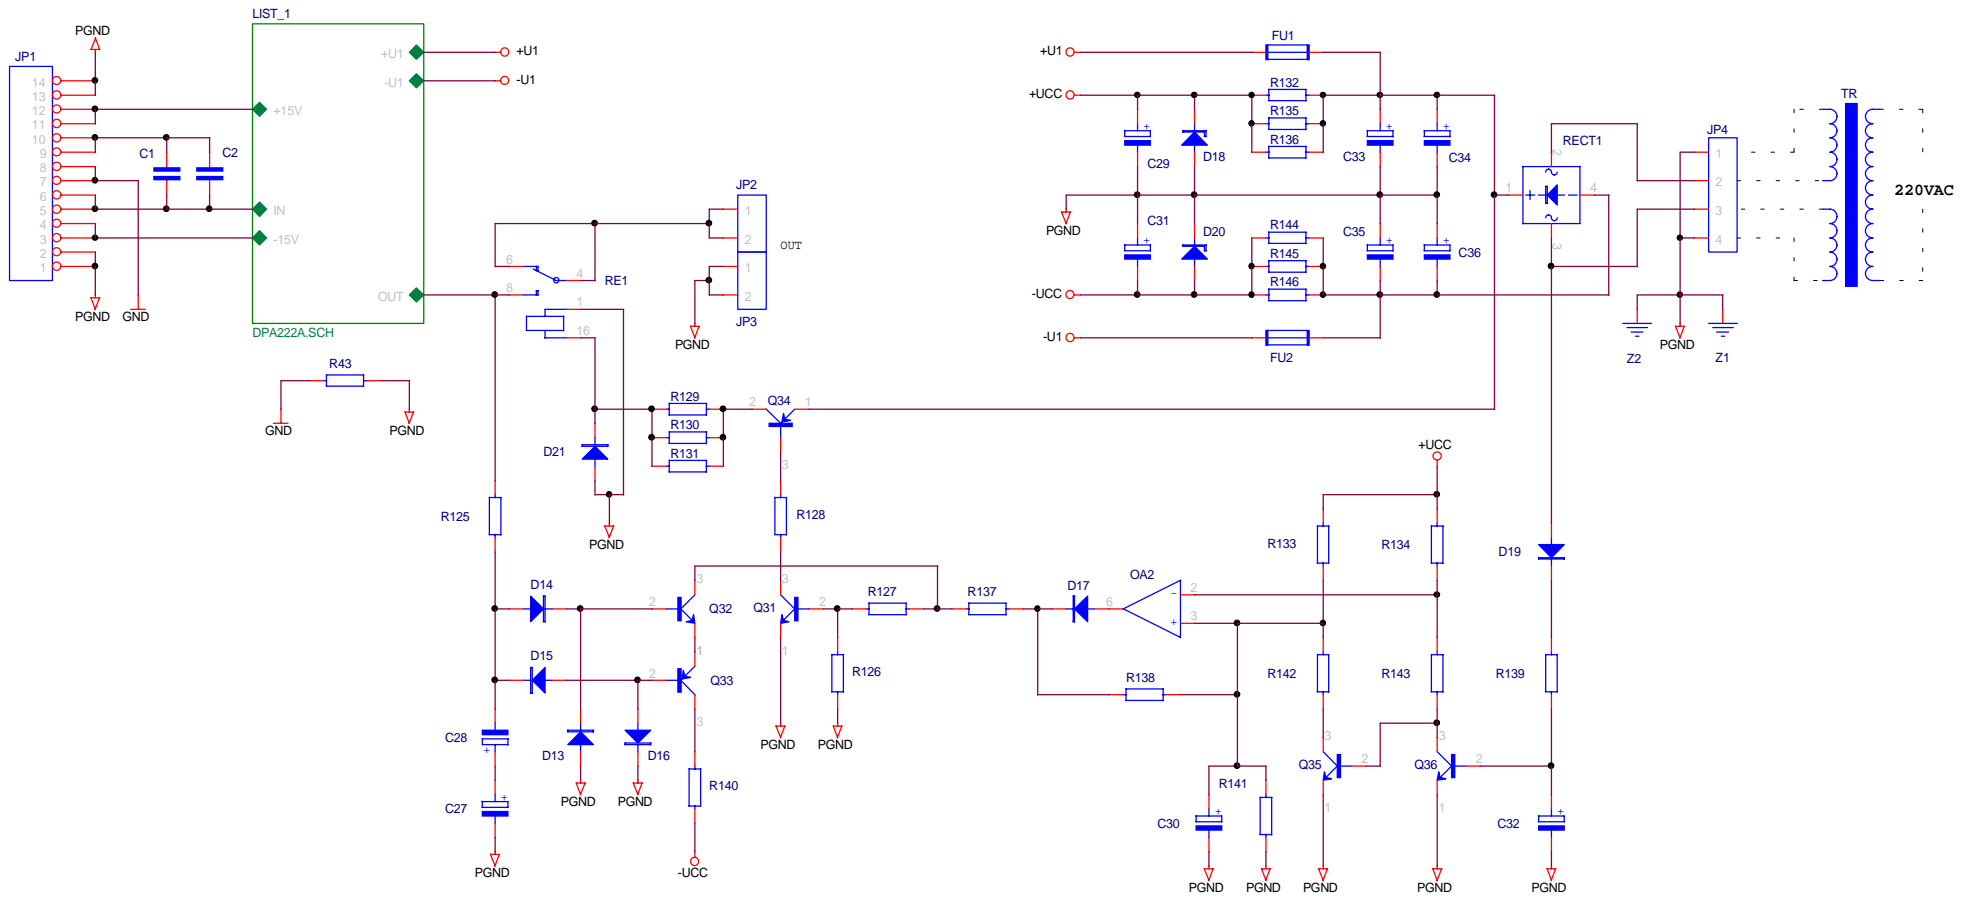 LIST_1
PGND
JP1
14
13
12
11
10
9
8
7
6
5
4
3
2
1
C1
C2
PGND
GND
+U1
-U1
+15V
IN
-15V
OUT
DPA222A.SCH
+U1
-U1
R43
GND
PGND
JP2
1
2
OUT
1
2
JP3
PGND
6
4
8
RE1
1
16
R129
R130
R131
2
Q34
1
3
D21
PGND
R125
R128
+U1
FU1
+UCC
R132
R135
R136
C29
D18
C33
C34
PGND
C31
D20
R144
R145
R146
C35
C36
-UCC
-U1
FU2
2
RECT1
1
4
3
JP4
1
2
3
4
TR
220VAC
Z2
PGND
Z1
+UCC
R133
R134
D19
D14
2
3
Q32
D15
2
1
Q33
3
C28
D13
D16
R140
C27
PGND
PGND
PGND
-UCC
Q31
3
2
1
R127
R126
PGND
PGND
R137
D17
OA2
6
2
3
R138
R142
R143
R139
Q35
3
2
1
Q36
3
2
1
R141
C30
C32
PGND
PGND
PGND
PGND
PGND